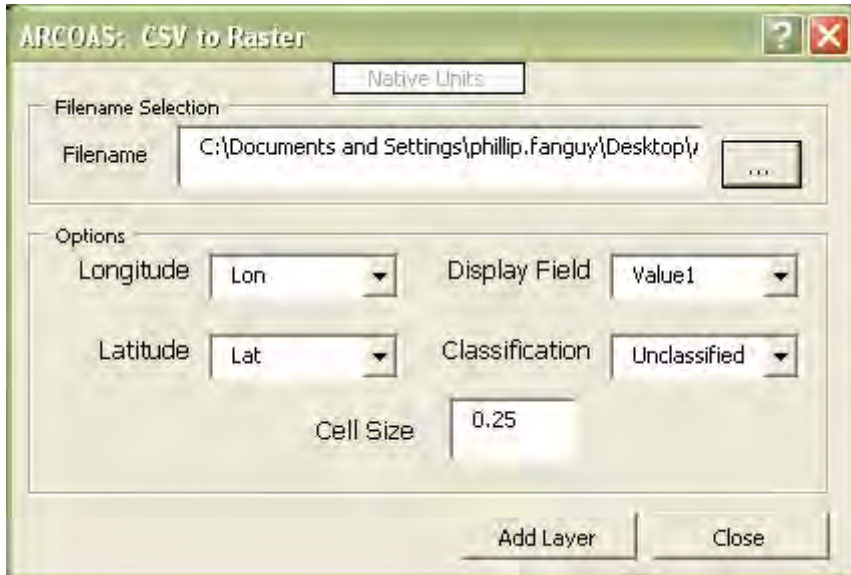 ARCOAS: CSV to Raster ?
Native Units
Filename Selection
Filename C:\Documents and Settings\phillip.fanguy\Desktop\ ...
Options
Longitude Lon Display Field Value1
Latitude Lat Classification Unclassified
Cell Size 0.25
Add Layer Close